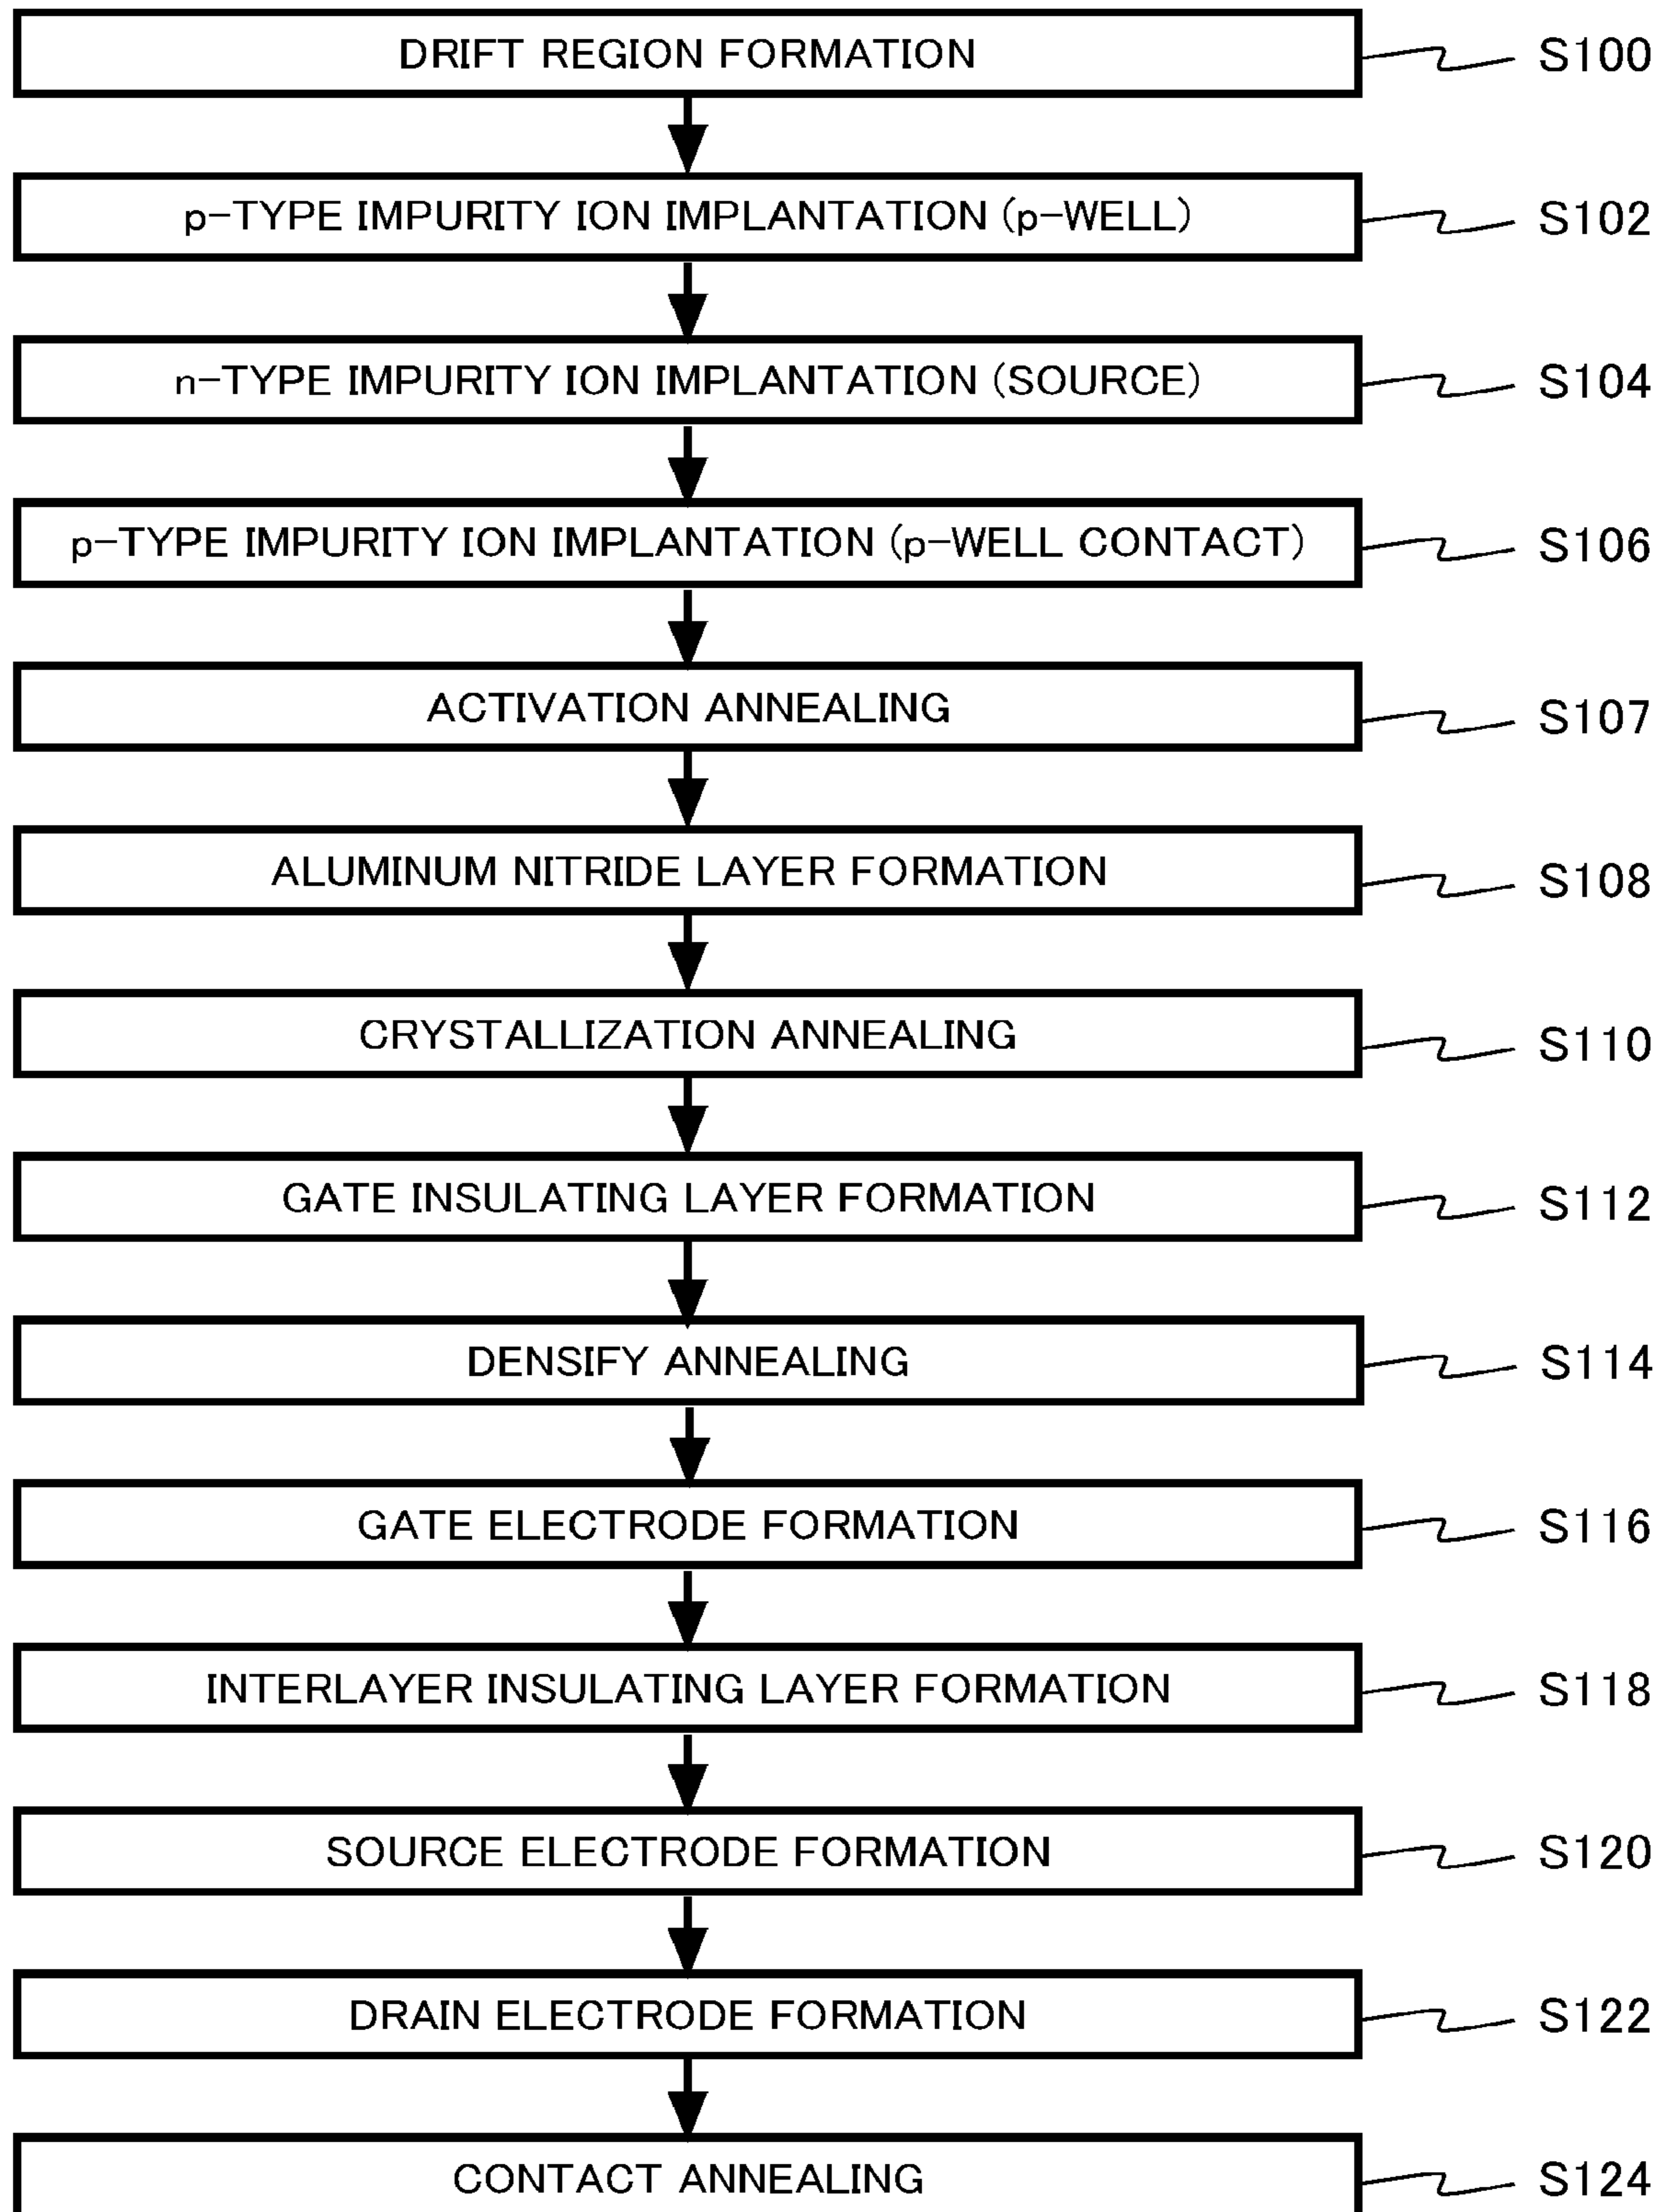 DRIFT REGION FORMATION S100
p-TYPE IMPURITY ION IMPLANTATION (p-WELL) S102
n-TYPE IMPURITY ION IMPLANTATION (SOURCE) S104
p-TYPE IMPURITY ION IMPLANTATION (p-WELL CONTACT) S106
ACTIVATION ANNEALING S107
ALUMINUM NITRIDE LAYER FORMATION S108
CRYSTALLIZATION ANNEALING S110
GATE INSULATING LAYER FORMATION S112
DENSIFY ANNEALING S114
GATE ELECTRODE FORMATION S116
INTERLAYER INSULATING LAYER FORMATION S118
SOURCE ELECTRODE FORMATION S120
DRAIN ELECTRODE FORMATION S122
CONTACT ANNEALING S124